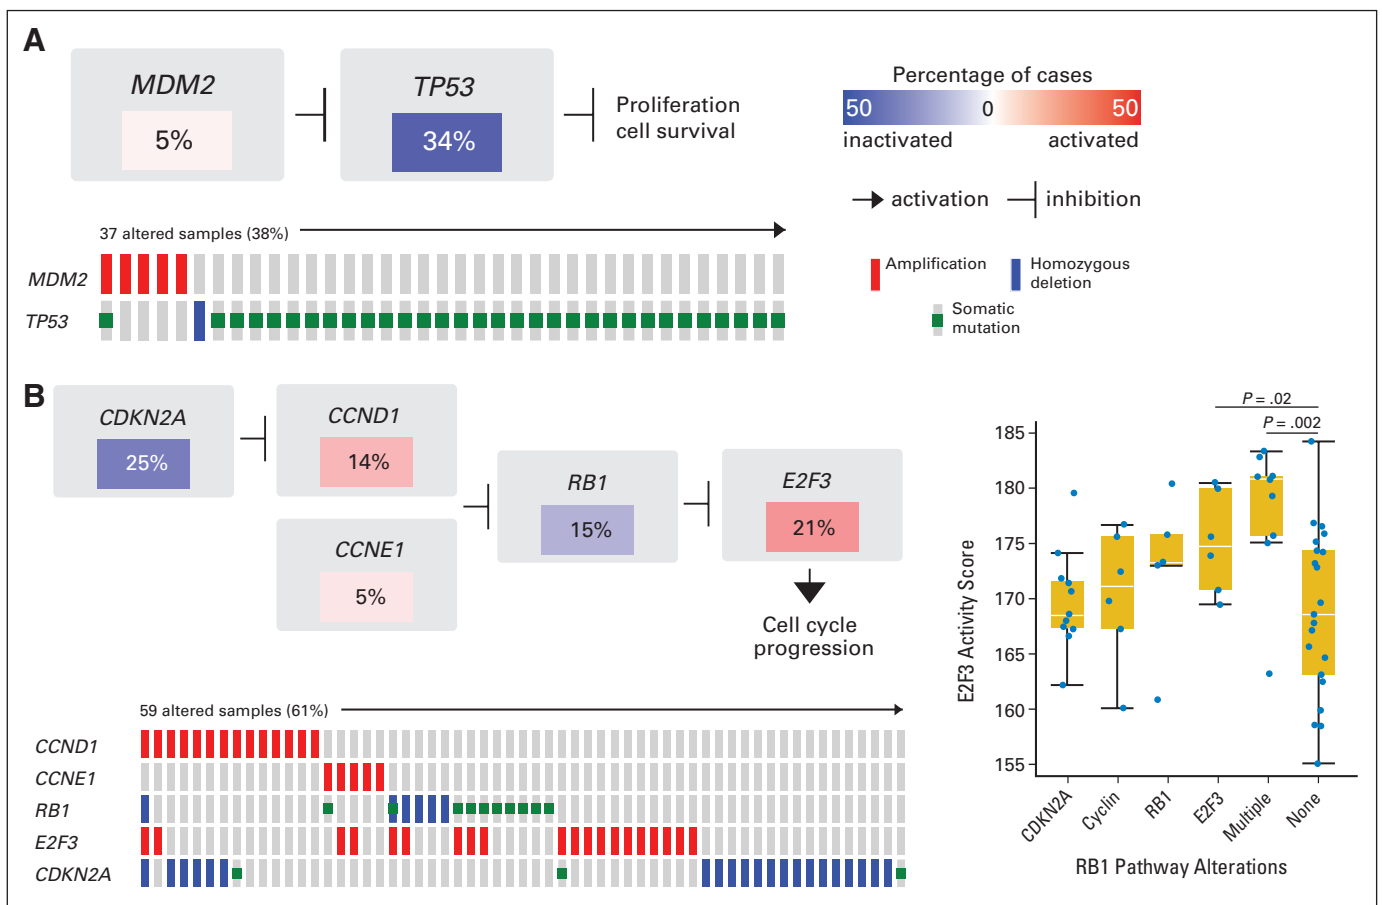 A
MDM2
5%
TP53
34%
Proliferation
cell survival
Percentage of cases
50 0 50
inactivated activated
activation inhibition
37 altered samples (38%)
MDM2
TP53
Amplification
Homozygous
deletion
Somatic
mutation
B
CDKN2A
25%
CCND1
14%
CCNE1
5%
RB1
15%
E2F3
21%
Cell cycle
progression
59 altered samples (61%)
CCND1
CCNE1
RB1
E2F3
CDKN2A
P = .02
P = .002
E2F3 Activity Score
185
180
175
170
165
160
155
CDKN2A
Cyclin
RB1
E2F3
Multiple
None
RB1 Pathway Alterations